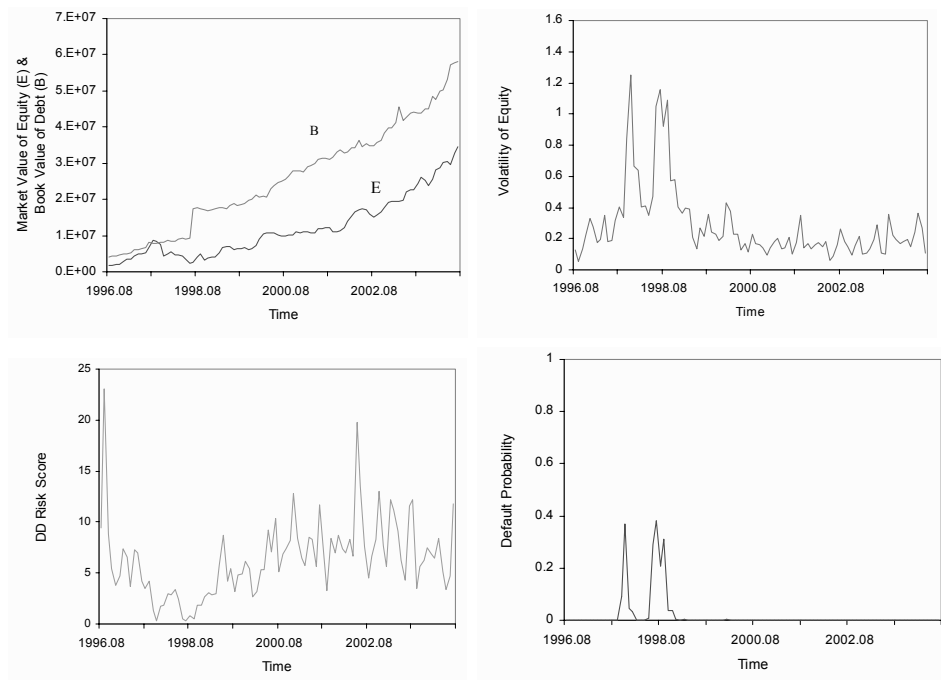 7.E+07
6.E+07
5.E+07
4.E+07
3.E+07
2.E+07
1.E+07
0.E+00
Market Value of Equity (E) &
Book Value of Debt (B)
B
E
1996.08 1998.08 2000.08 2002.08
Time
1.6
1.4
1.2
1
0.8
0.6
0.4
0.2
0
Volatility of Equity
1996.08 1998.08 2000.08 2002.08
Time
25
20
15
10
5
0
DD Risk Score
1996.08 1998.08 2000.08 2002.08
Time
1
0.8
0.6
0.4
0.2
0
Default Probability
1996.08 1998.08 2000.08 2002.08
Time